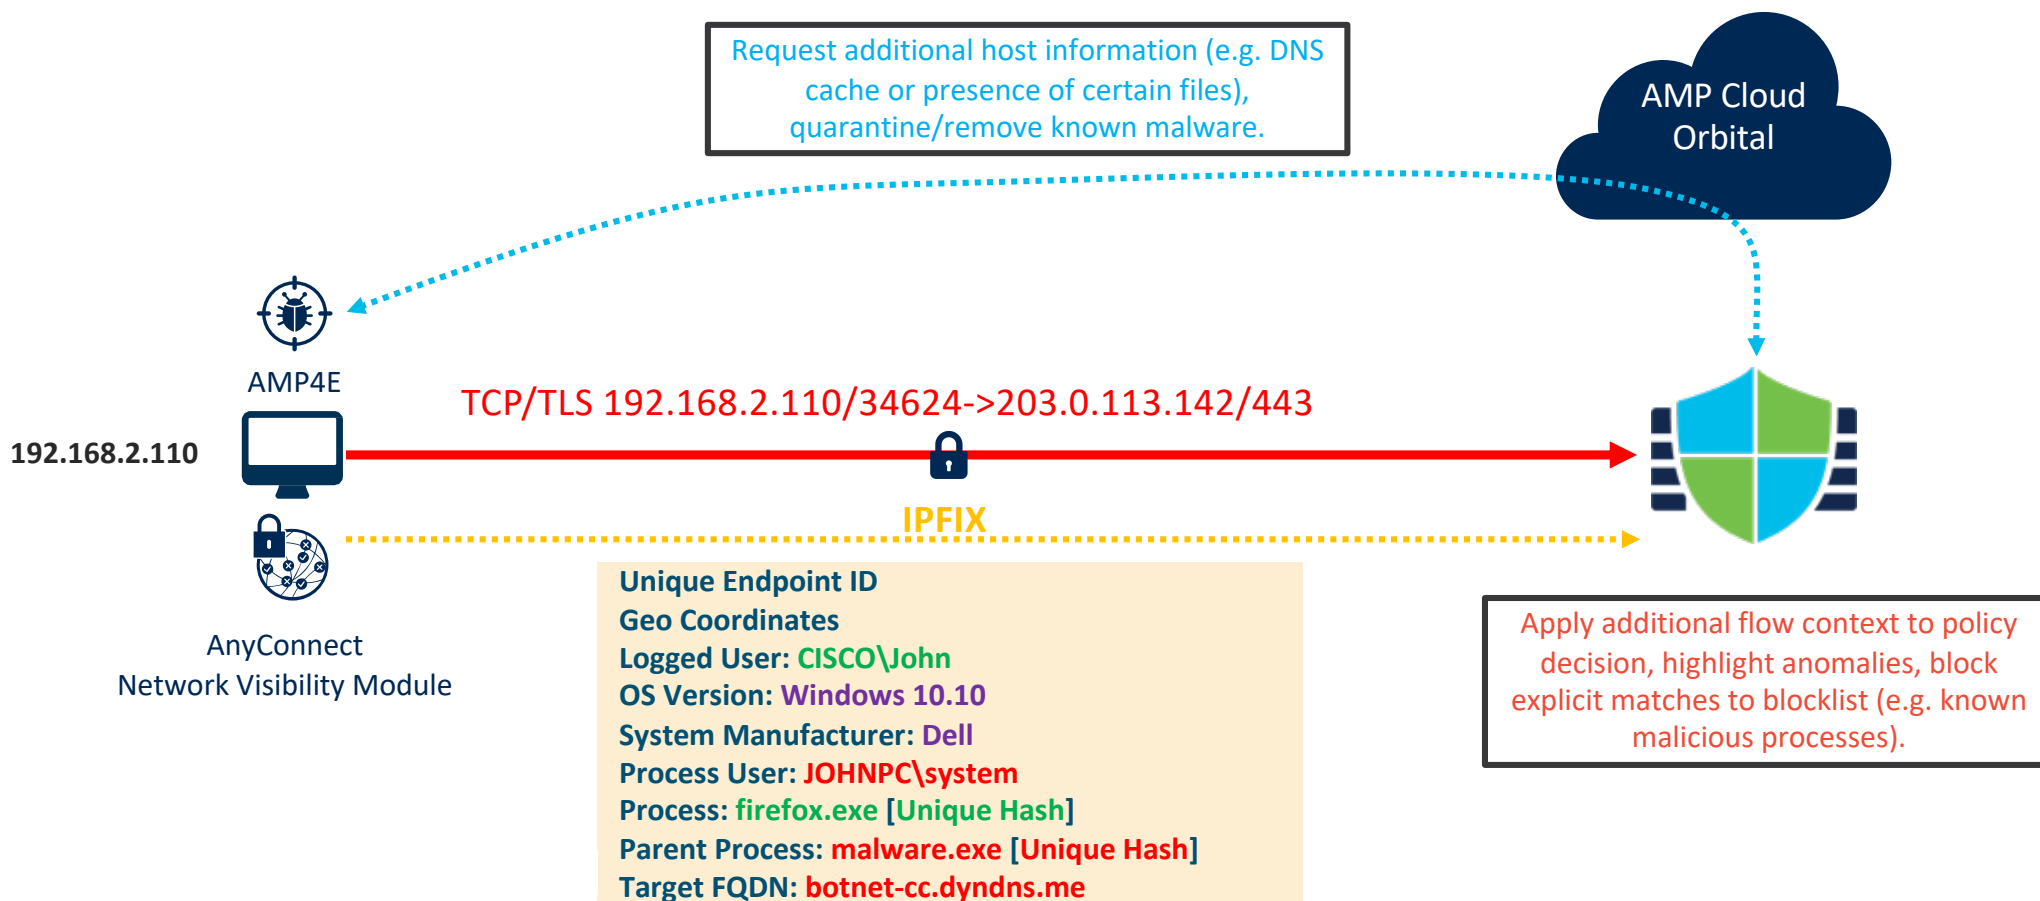 Request additional host information (e.g. DNS
cache or presence of certain files),
quarantine/remove known malware.
AMP Cloud
Orbital
AMP4E
TCP/TLS 192.168.2.110/34624->203.0.113.142/443
192.168.2.110
IPFIX
AnyConnect
Network Visibility Module
Unique Endpoint ID
Geo Coordinates
Logged User: CISCO\John
OS Version: Windows 10.10
System Manufacturer: Dell
Process User: JOHNPC\system
Process: firefox.exe [Unique Hash]
Parent Process: malware.exe [Unique Hash]
Target FQDN: botnet-cc.dyndns.me
Apply additional flow context to policy
decision, highlight anomalies, block
explicit matches to blocklist (e.g. known
malicious processes).